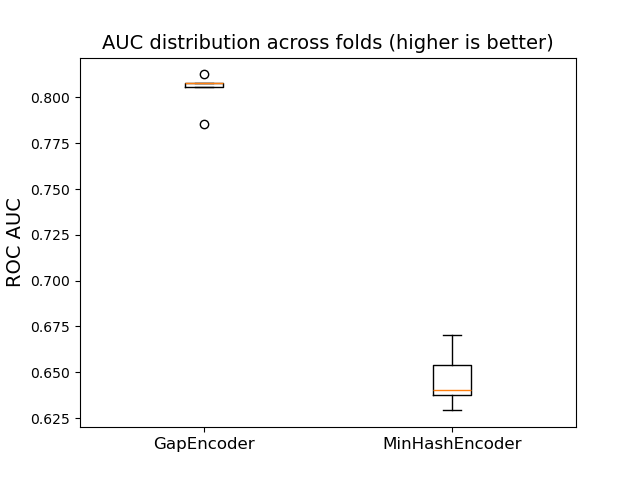 AUC distribution across folds (higher is better)
ROC AUC
0.800
0.775
0.750
0.725
0.700
0.675
0.650
0.625
GapEncoder
MinHashEncoder